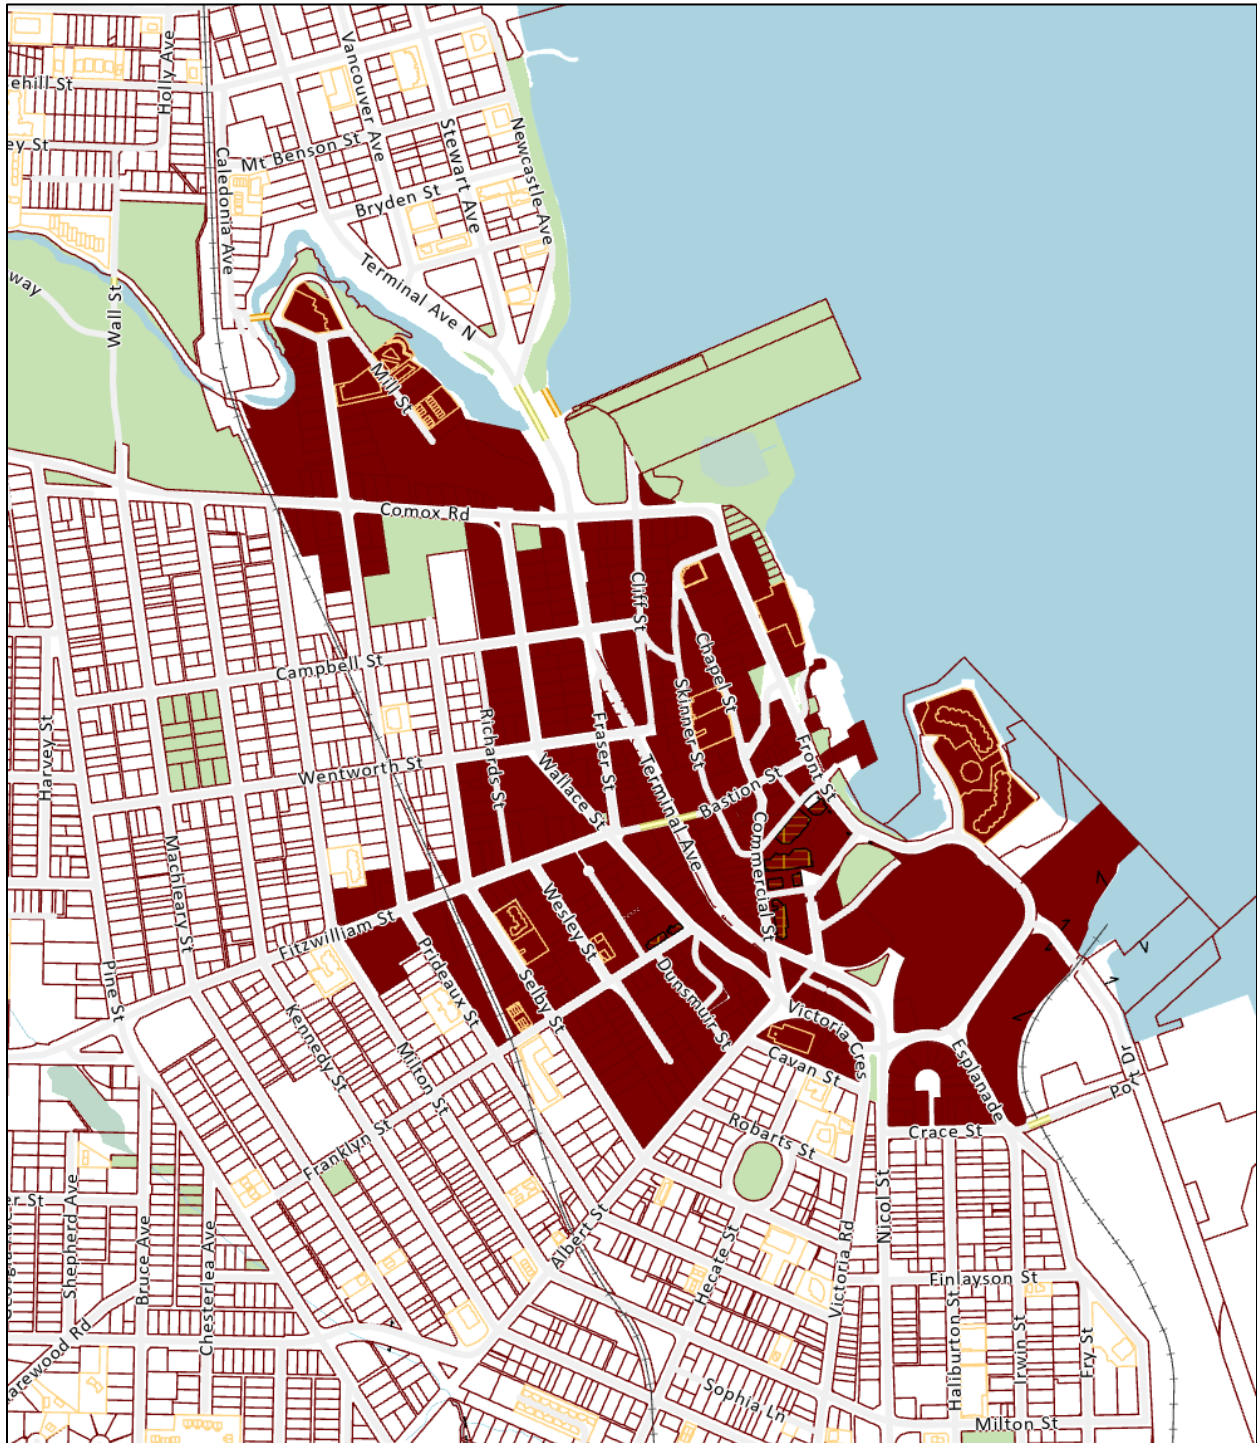 Holly Ave
Vancouver Ave
ehill St
Stewart Ave
Newcastle Ave
ey St
Mt Benson St
Caledonia Ave
Bryden St
Terminal Ave N
way
Wall St
Mill St
Comox Rd
Cliff St
Campbell St
Chapel St
Skinner St
Harvey St
Richards St
Fraser St
Wentworth St
Wallace St
Terminal Ave
Front St
Bastion St
Commercial St
Machleary St
Fitzwilliam St
Wesley St
Prideaux St
Selby St
Dunsmuir St
Pine St
Kennedy St
Milton St
Victoria Cres
Cavan St
Esplanade
Port Dr
Franklyn St
Robarts St
Crace St
er St
Shepherd Ave
Bruce Ave
Chesterlea Ave
Albert St
Hecate St
Victoria Rd
Nicol St
Finlayson St
Haliburton St
Irwin St
Fry St
arewood Rd
Sophia Ln
Milton St